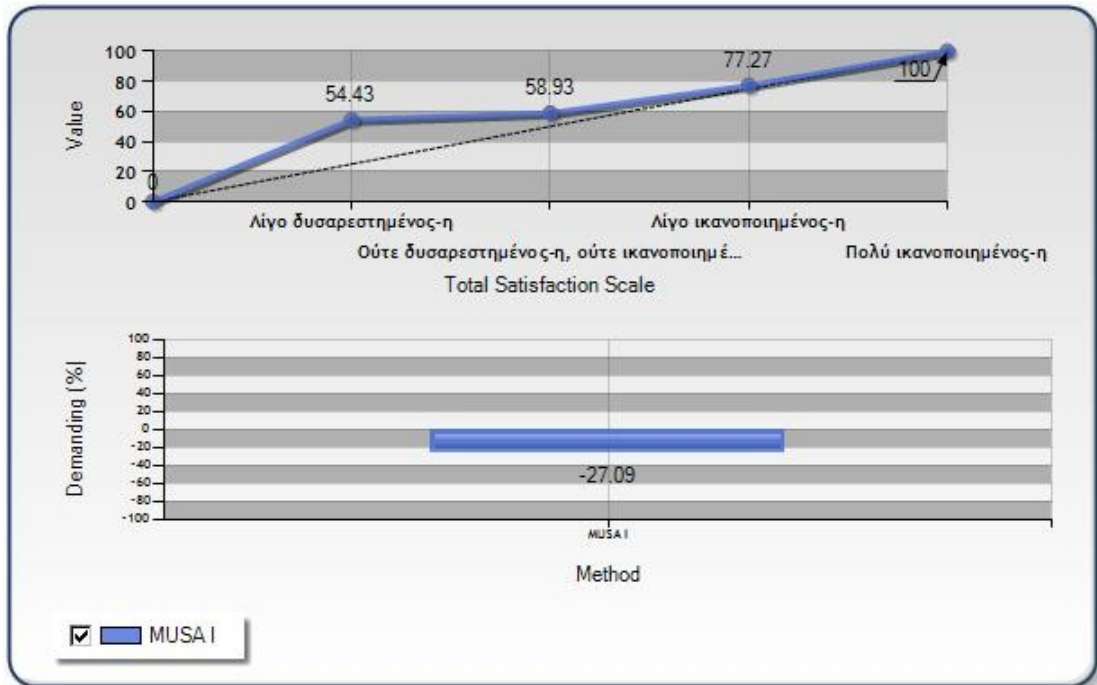 100
80
60
40
20
0
Value
0
54.43
58.93
77.27
100
Λίγο δυσαρεστημένος-η
Λίγο ικανοποιημένος-η
Ούτε δυσαρεστημένος-η, ούτε ικανοποιημέ...
Πολύ ικανοποιημένος-η
Total Satisfaction Scale
100
80
60
40
20
0
-20
-40
-60
-80
-100
Demanding (%)
-27.09
MUSA I
Method
MUSA I